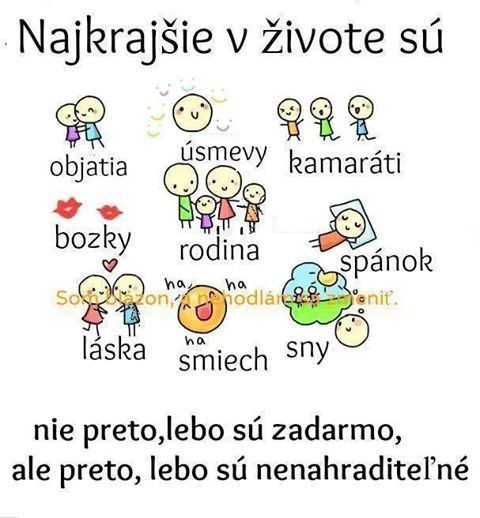 Najkrajšie v živote sú
objatia
úsmevy
kamaráti
bozky
rodina
spánok
Som blázon, a nehodlám sa zmeniť.
ha
ha
ha
láska
smiech
sny
nie preto,lebo sú zadarmo,
ale preto, lebo sú nenahraditeľné